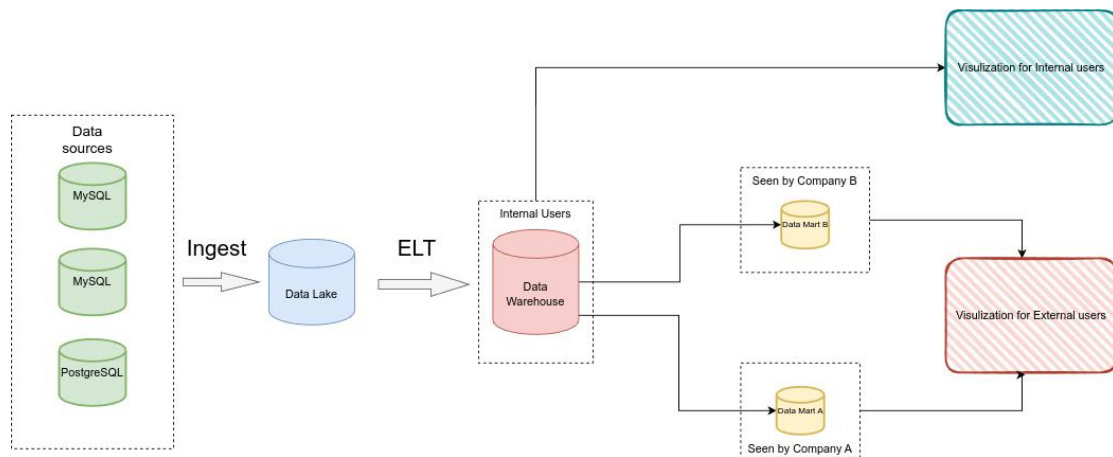 Data
sources
MySQL
MySQL
PostgreSQL
Ingest
Data Lake
ELT
Internal Users
Data
Warehouse
Seen by Company B
Data Mart B
Data Mart A
Seen by Company A
Visulization for Internal users
Visulization for External users